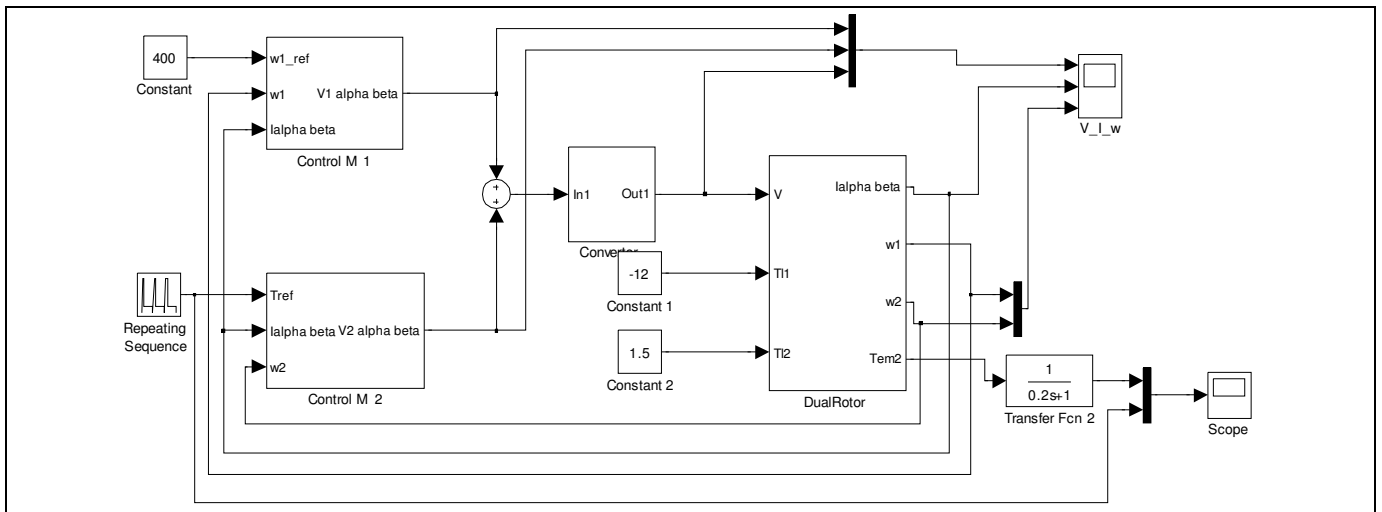 400
Constant
w1_ref
w1
Ialpha beta
V1 alpha beta
Control M 1
V_I_w
In1
Out1
Converter
-12
Constant 1
1.5
Constant 2
V
Tl1
Tl2
Ialpha beta
w1
w2
Tem2
DualRotor
Repeating
Sequence
Tref
Ialpha beta
w2
V2 alpha beta
Control M 2
1
0.2s+1
Transfer Fcn 2
Scope
+
+